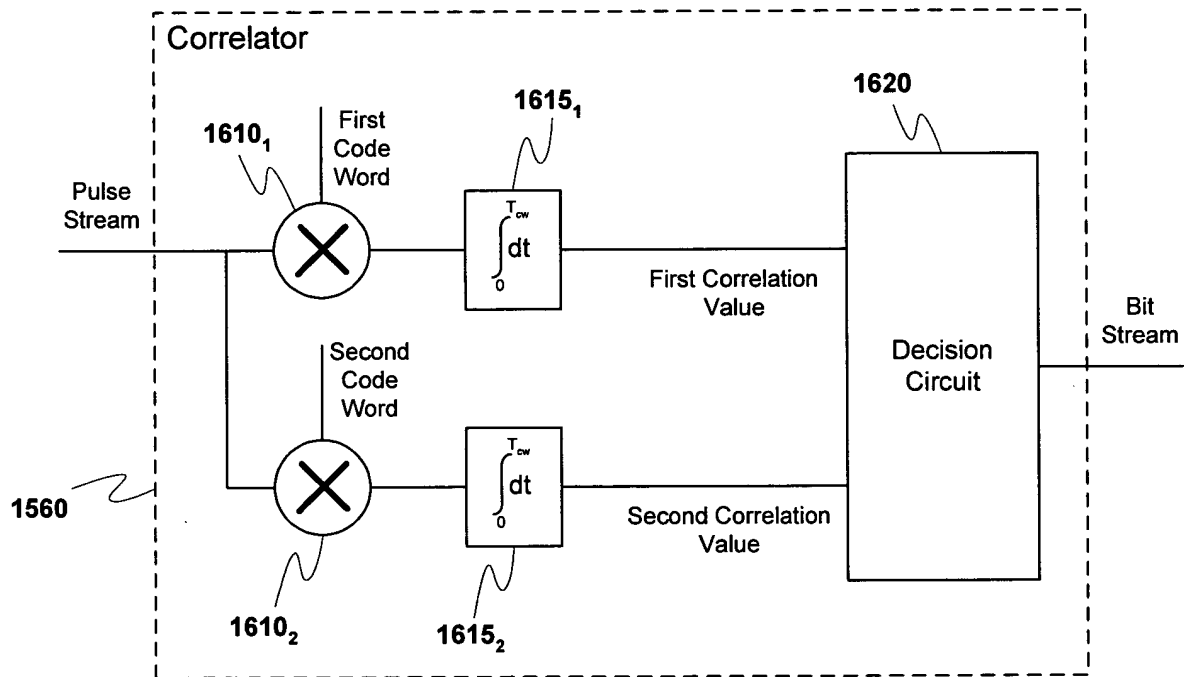 Correlator
1610₁
First
Code
Word
1615₁
1620
Pulse
Stream
T_cw
∫ dt
0
First Correlation
Value
Decision
Circuit
Bit
Stream
Second
Code
Word
T_cw
∫ dt
0
Second Correlation
Value
1560
1610₂
1615₂